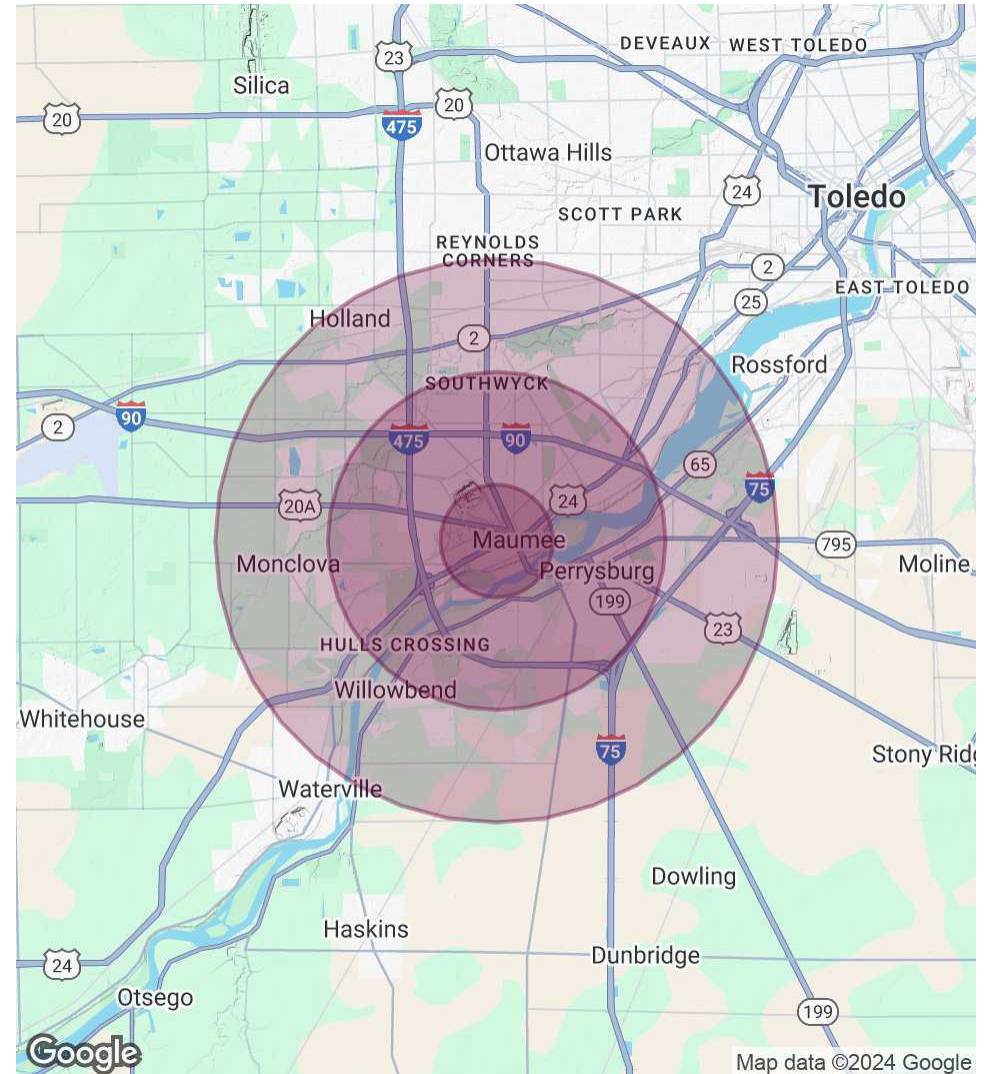 DEVEAUX
WEST TOLEDO
23
Silica
20
20
475
Ottawa Hills
24
Toledo
SCOTT PARK
REYNOLDS
CORNERS
2
EAST TOLEDO
25
Holland
2
Rossford
SOUTHWYCK
90
2
475
90
65
75
20A
24
Maumee
795
Monclova
Perrysburg
Moline
199
23
HULLS CROSSING
Willowbend
Whitehouse
75
Stony Ridg
Waterville
Dowling
Haskins
Dunbridge
24
Otsego
199
Google
Map data ©2024 Google